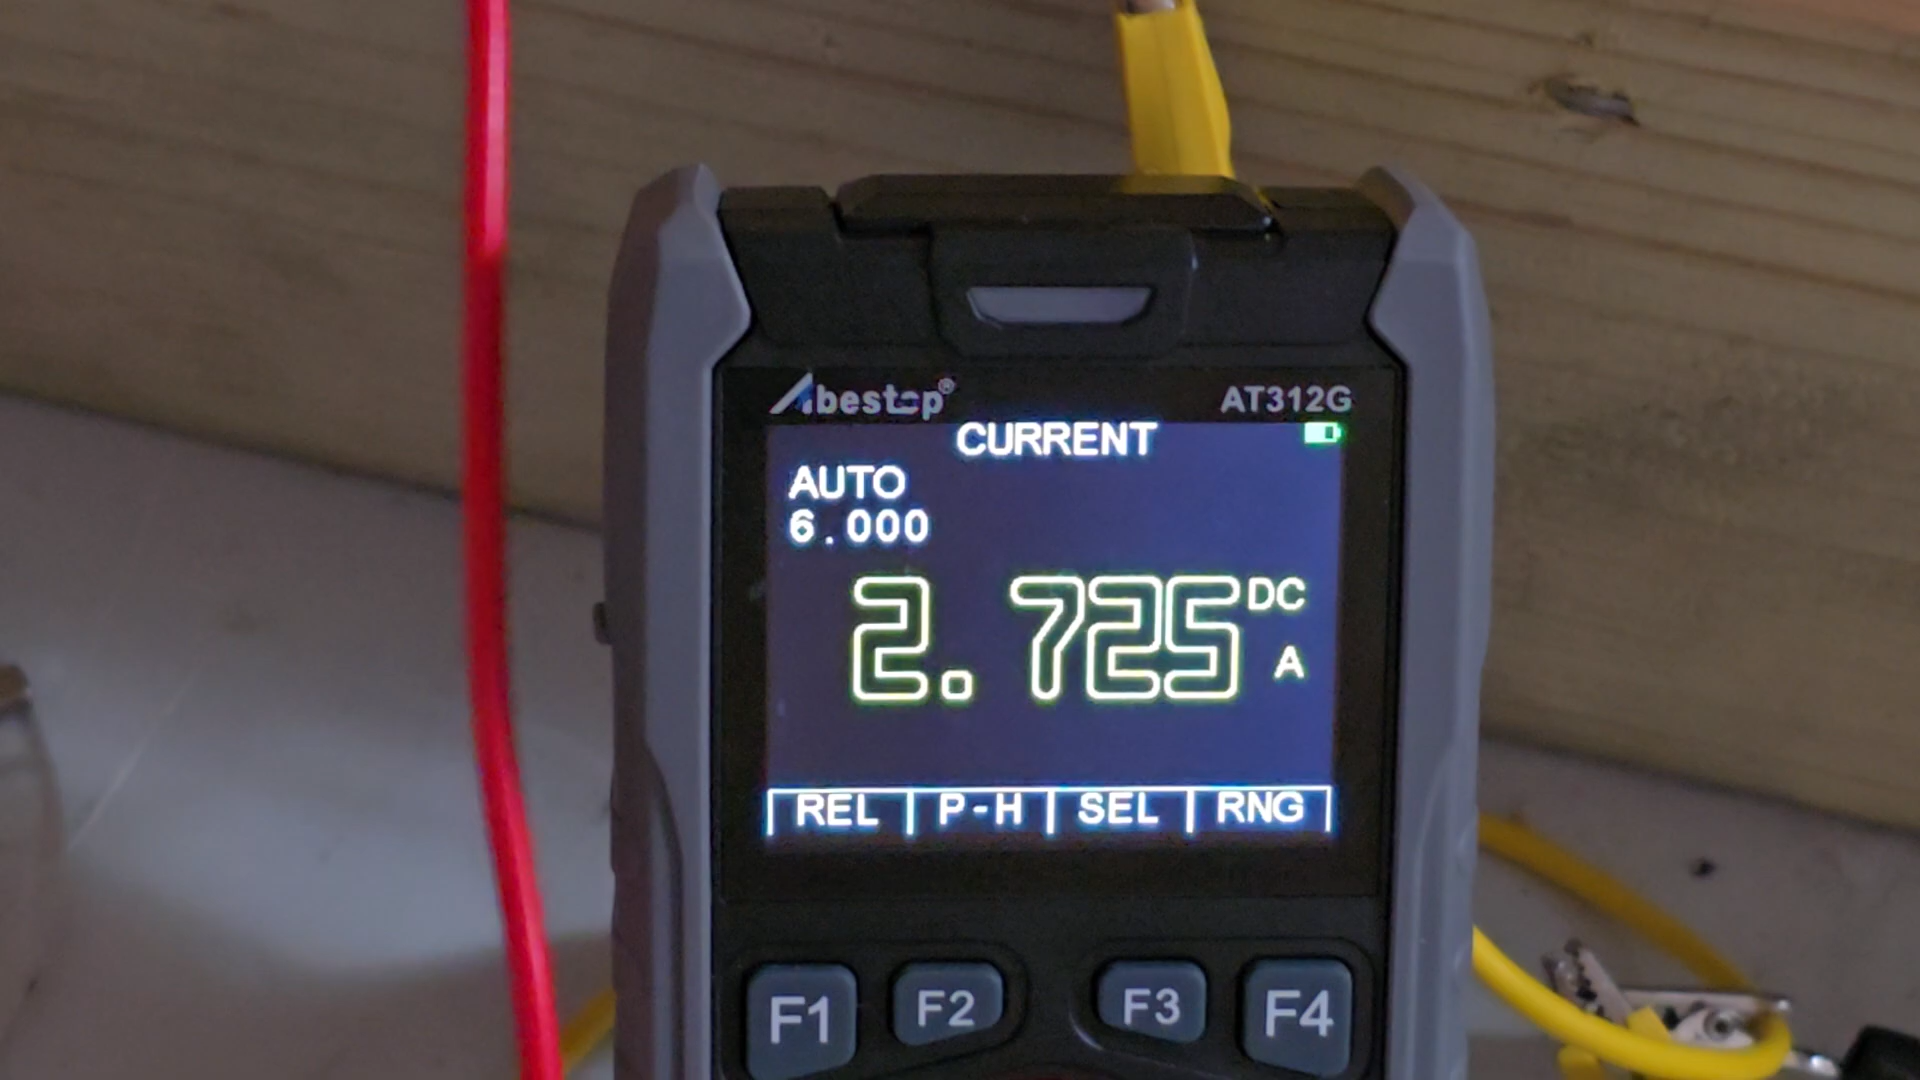 Abestop®
AT312G
CURRENT
AUTO
6.000
2.725 DC A
REL P-H SEL RNG
F1 F2 F3 F4